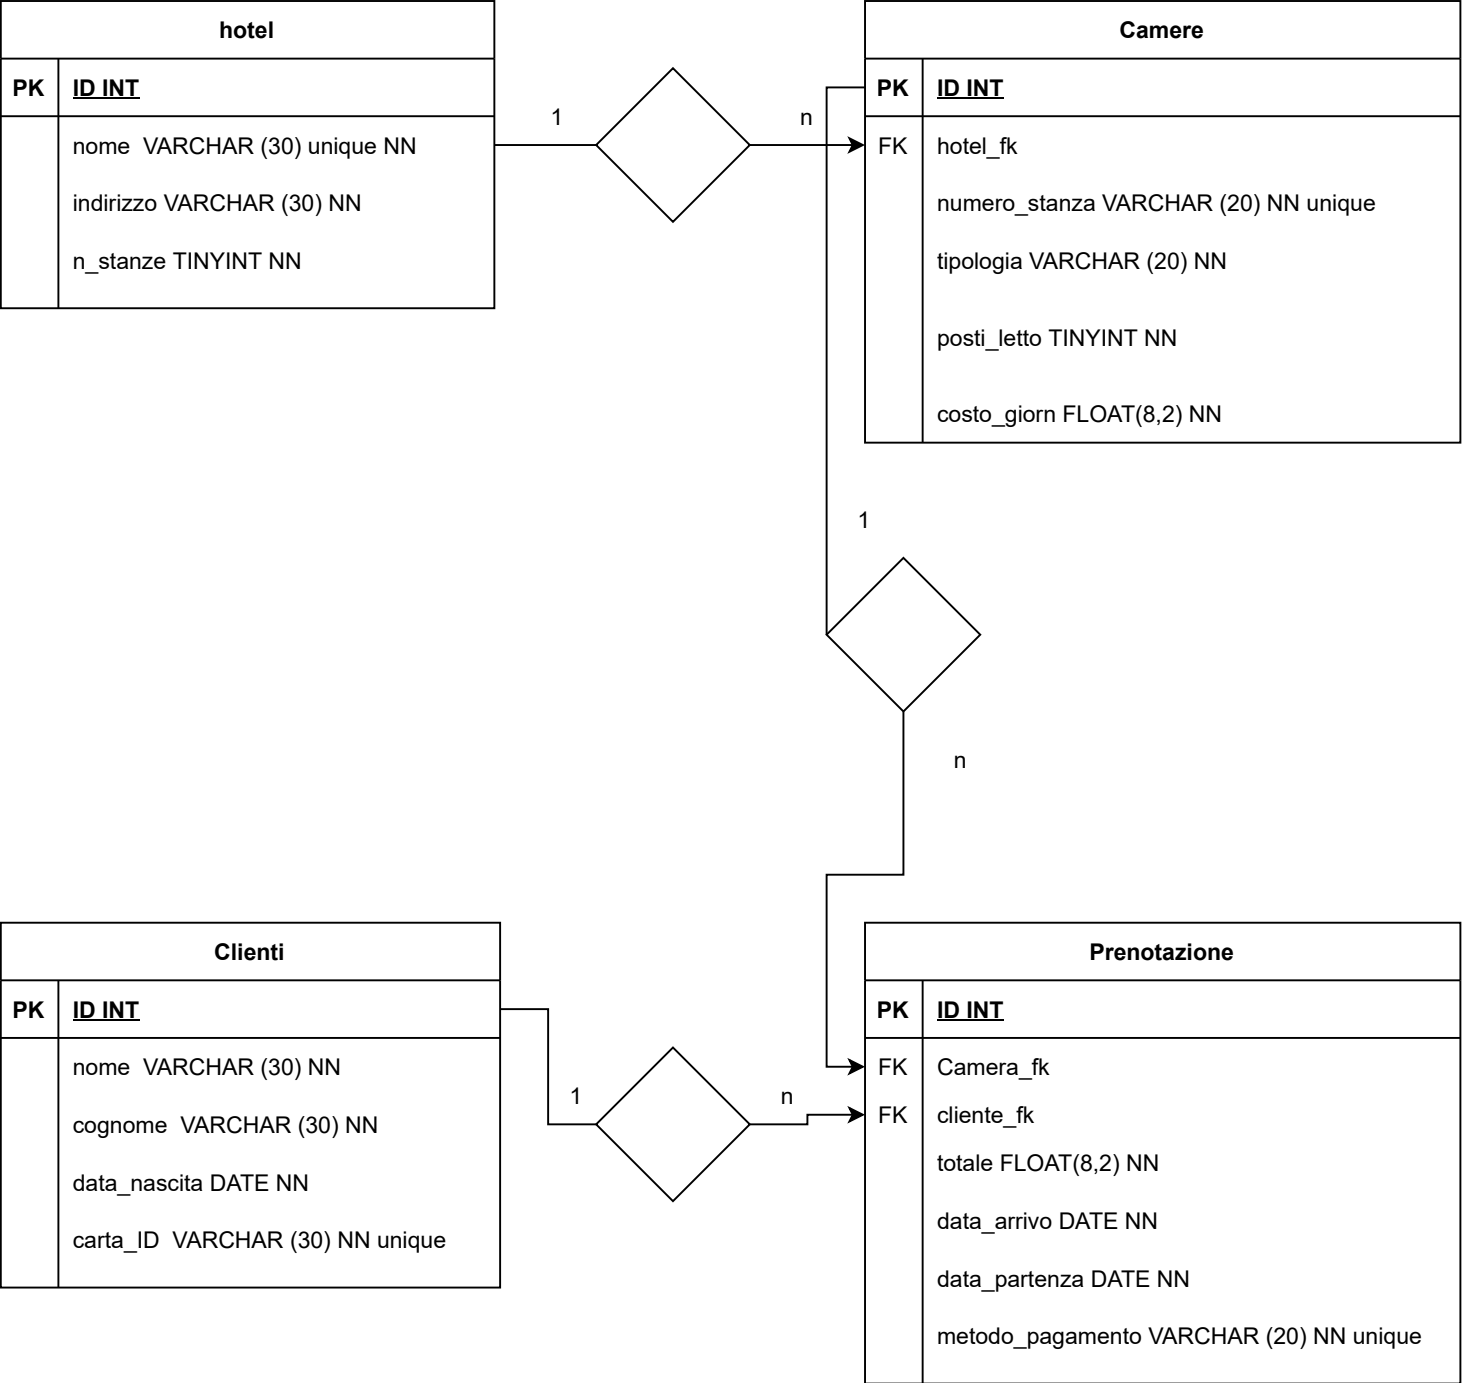 hotel
PK ID INT
nome VARCHAR (30) unique NN
indirizzo VARCHAR (30) NN
n_stanze TINYINT NN
1
n
Camere
PK ID INT
FK hotel_fk
numero_stanza VARCHAR (20) NN unique
tipologia VARCHAR (20) NN
posti_letto TINYINT NN
costo_giorn FLOAT(8,2) NN
1
n
Clienti
PK ID INT
nome VARCHAR (30) NN
cognome VARCHAR (30) NN
data_nascita DATE NN
carta_ID VARCHAR (30) NN unique
1
n
Prenotazione
PK ID INT
FK Camera_fk
FK cliente_fk
totale FLOAT(8,2) NN
data_arrivo DATE NN
data_partenza DATE NN
metodo_pagamento VARCHAR (20) NN unique